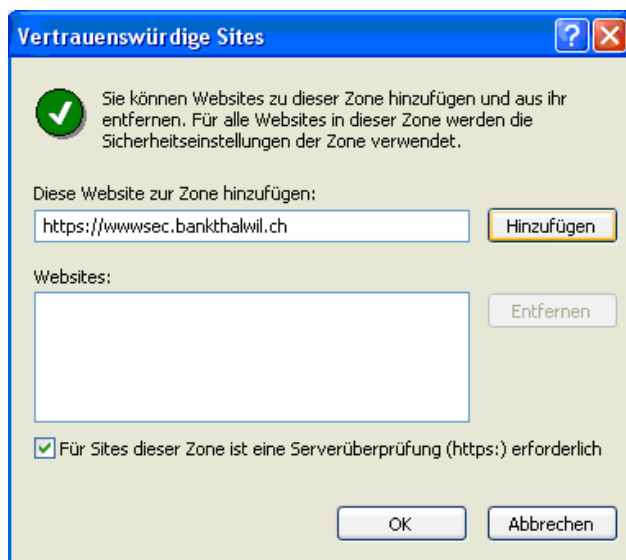 Vertrauenswürdige Sites
Sie können Websites zu dieser Zone hinzufügen und aus ihr
entfernen. Für alle Websites in dieser Zone werden die
Sicherheitseinstellungen der Zone verwendet.
Diese Website zur Zone hinzufügen:
https://wwwsec.bankthalwil.ch
Hinzufügen
Websites:
Entfernen
Für Sites dieser Zone ist eine Serverüberprüfung (https:) erforderlich
OK
Abbrechen